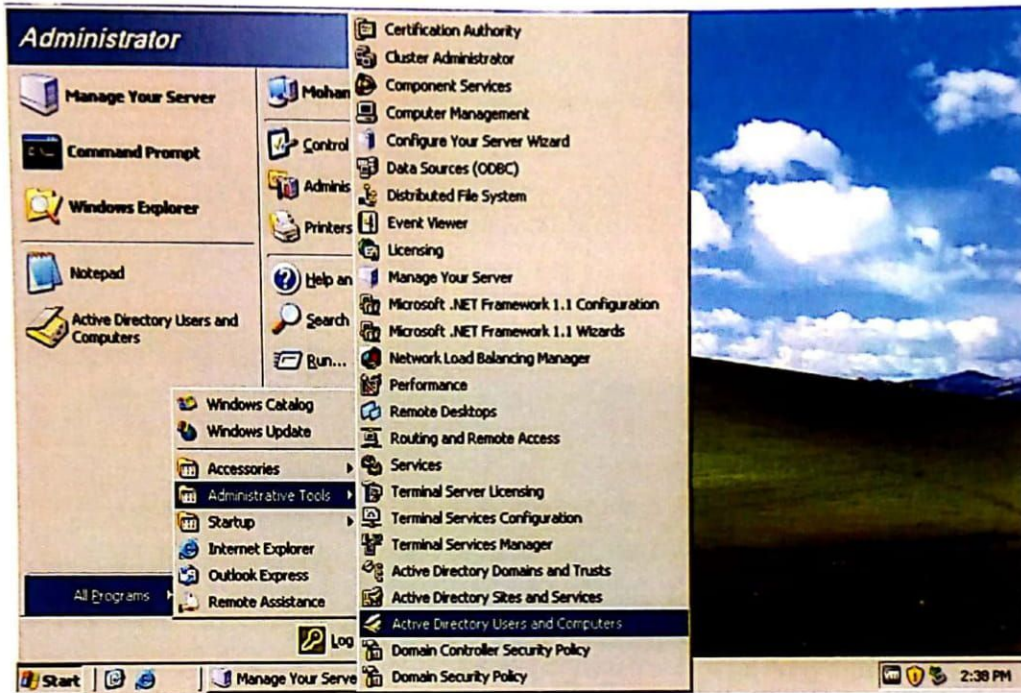 Administrator
Manage Your Server
Command Prompt
Windows Explorer
Notepad
Active Directory Users and
Computers
All Programs
Mohan
Control
Adminis
Printers
Help an
Search
Run...
Log
Windows Catalog
Windows Update
Accessories
Administrative Tools
Startup
Internet Explorer
Outlook Express
Remote Assistance
Certification Authority
Cluster Administrator
Component Services
Computer Management
Configure Your Server Wizard
Data Sources (ODBC)
Distributed File System
Event Viewer
Licensing
Manage Your Server
Microsoft .NET Framework 1.1 Configuration
Microsoft .NET Framework 1.1 Wizards
Network Load Balancing Manager
Performance
Remote Desktops
Routing and Remote Access
Services
Terminal Server Licensing
Terminal Services Configuration
Terminal Services Manager
Active Directory Domains and Trusts
Active Directory Sites and Services
Active Directory Users and Computers
Domain Controller Security Policy
Domain Security Policy
Start
Manage Your Serve
2:38 PM